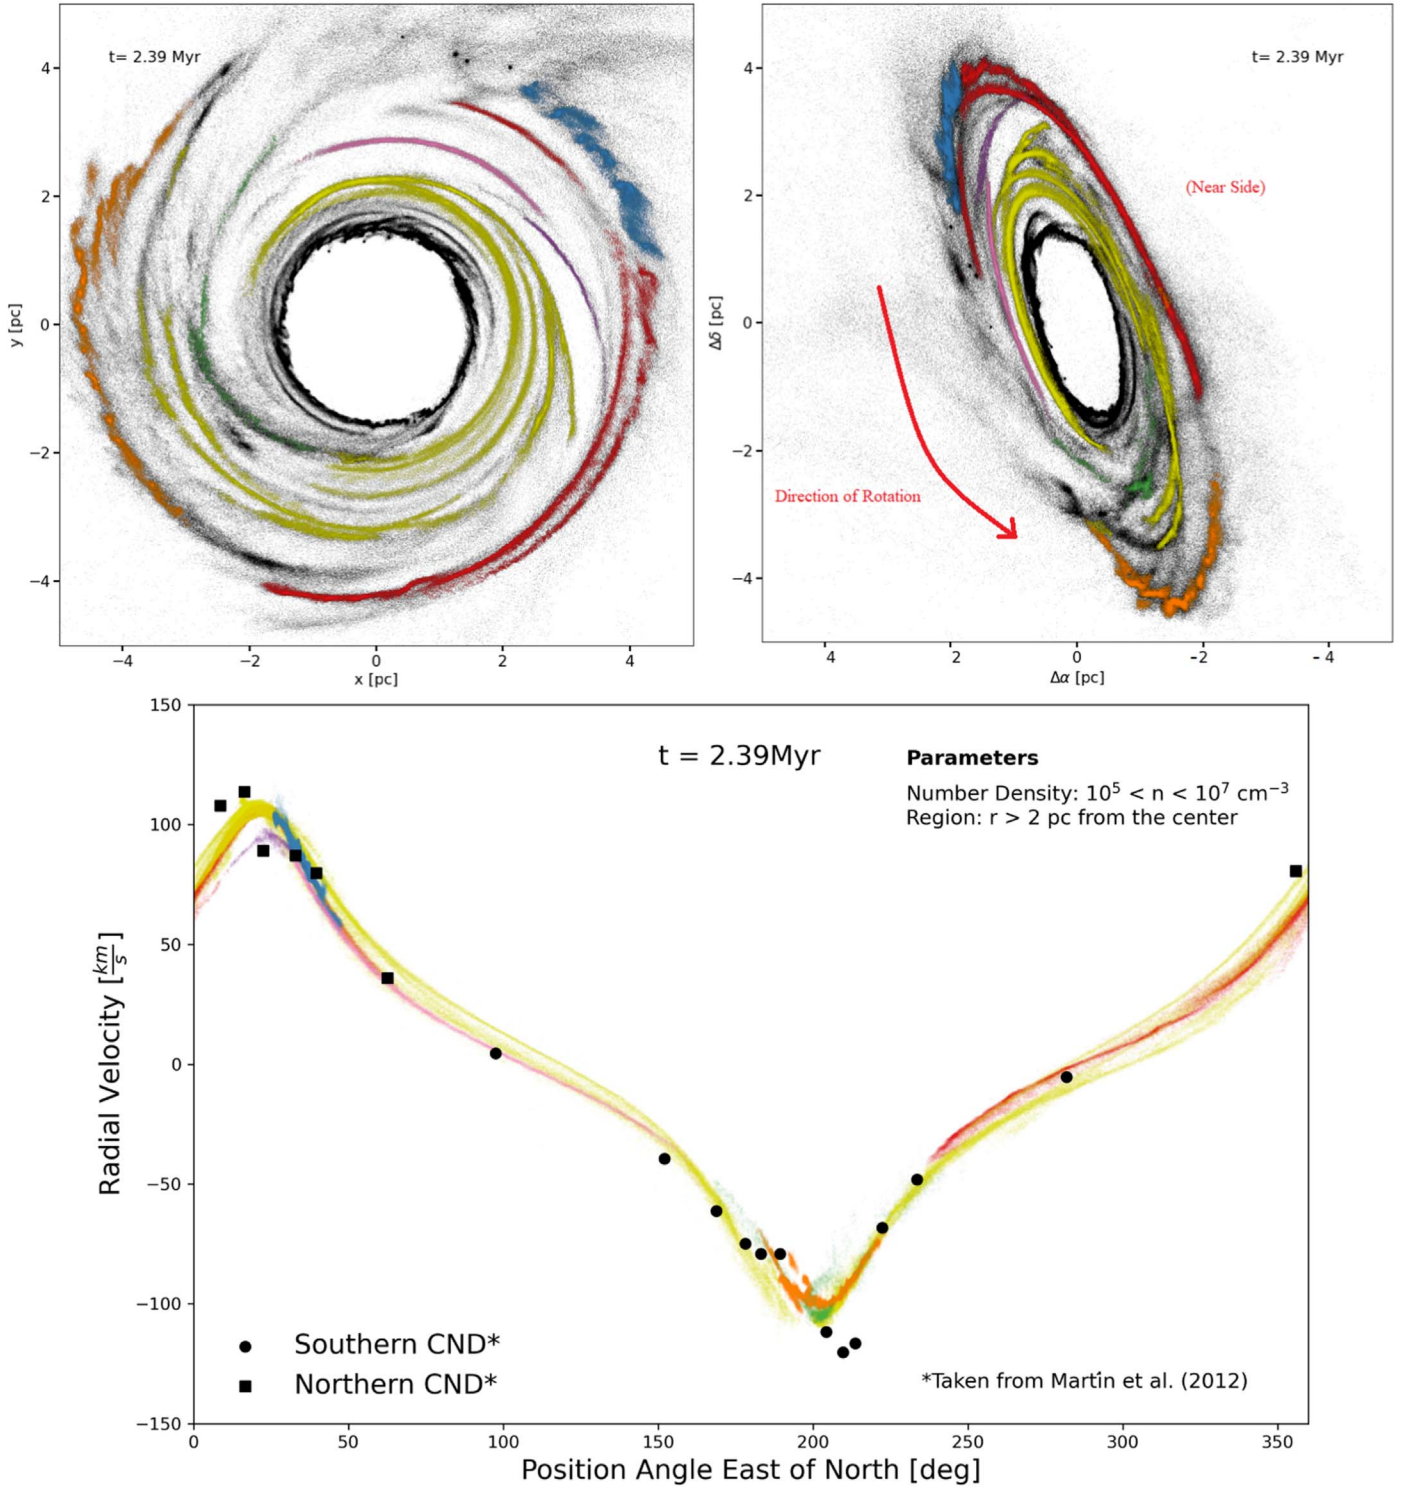 t= 2.39 Myr
4
2
0
−2
−4
y [pc]
−4
−2
0
2
4
x [pc]
t= 2.39 Myr
(Near Side)
Direction of Rotation
4
2
0
−2
−4
Δδ [pc]
4
2
0
-2
- 4
Δα [pc]
t = 2.39Myr
Parameters
Number Density: 10⁵ < n < 10⁷ cm⁻³
Region: r > 2 pc from the center
150
100
50
0
−50
−100
−150
Radial Velocity [km/s]
Southern CND*
Northern CND*
*Taken from Martín et al. (2012)
0
50
100
150
200
250
300
350
Position Angle East of North [deg]